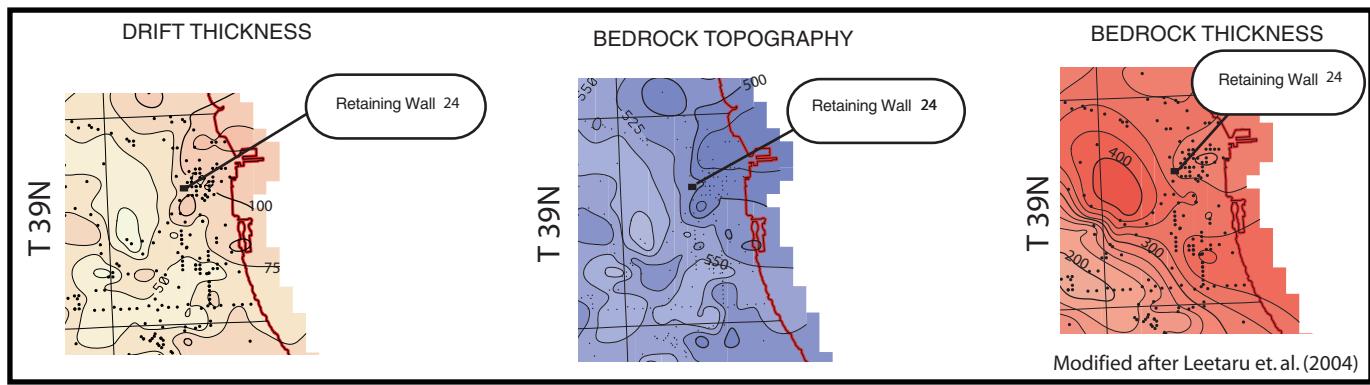 DRIFT THICKNESS
Retaining Wall 24
T 39N
100
75
50
BEDROCK TOPOGRAPHY
Retaining Wall 24
T 39N
550
500
525
550
BEDROCK THICKNESS
Retaining Wall 24
T 39N
400
300
200
Modified after Leetaru et. al. (2004)